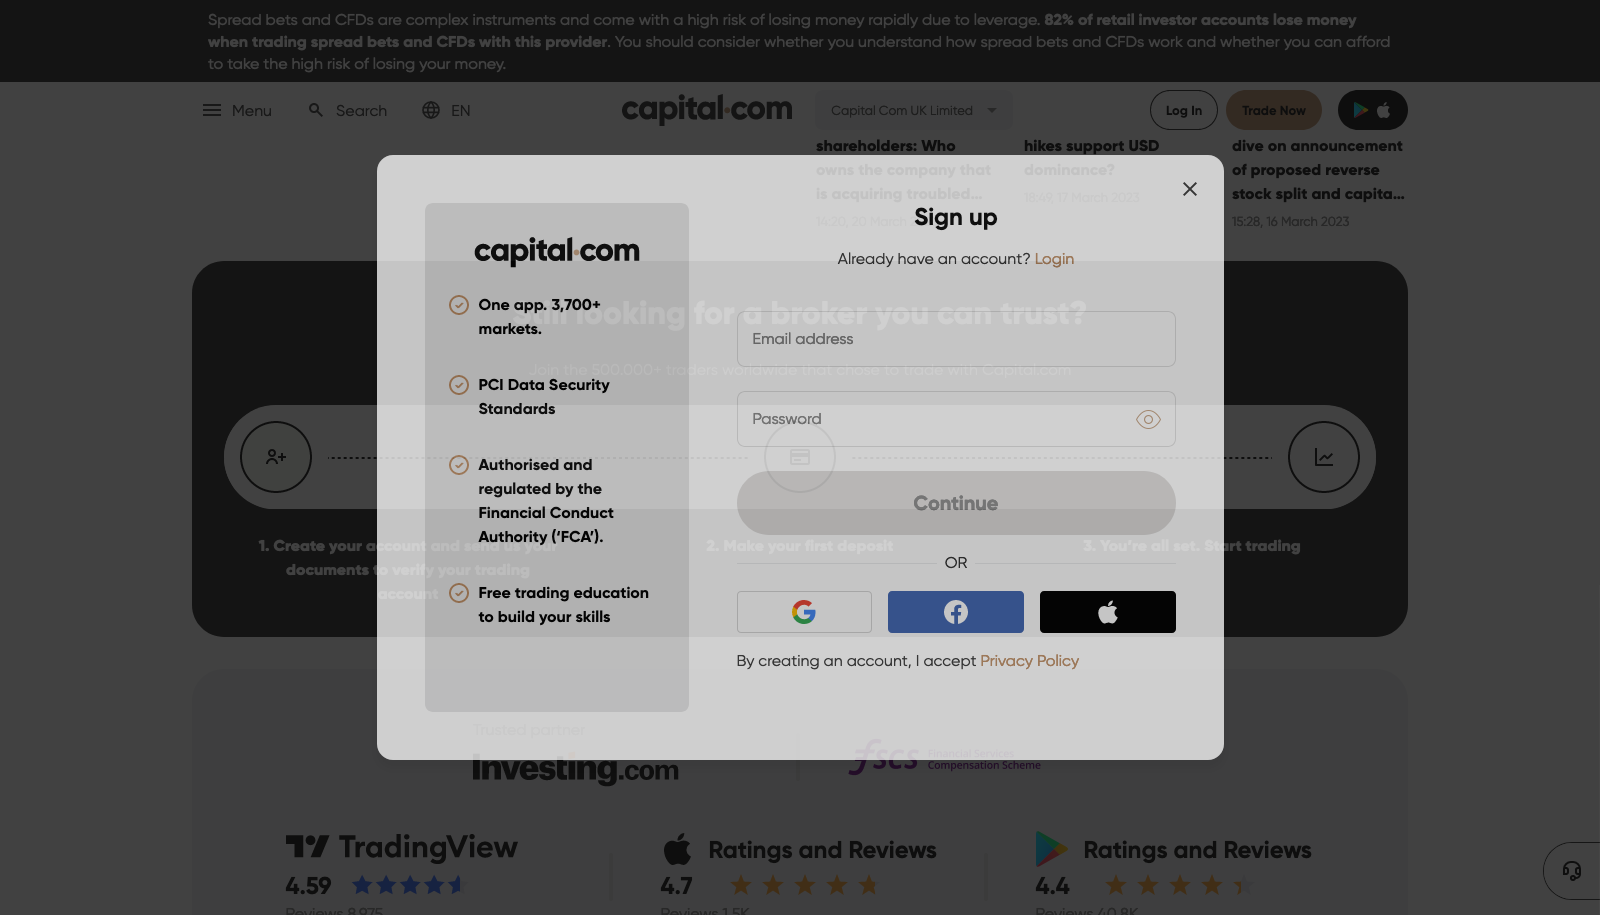 Spread bets and CFDs are complex instruments and come with a high risk of losing money rapidly due to leverage. 82% of retail investor accounts lose money
when trading spread bets and CFDs with this provider. You should consider whether you understand how spread bets and CFDs work and whether you can afford
to take the high risk of losing your money.
Menu
Search
EN
capital.com
Capital Com UK Limited
Log In
Trade Now
shareholders: Who
owns the company that
is acquiring troubled...
14:30, 20 March
hikes support USD
dominance?
18:49, 17 March 2023
dive on announcement
of proposed reverse
stock split and capita...
15:28, 16 March 2023
capital.com
One app. 3,700+
markets.
PCI Data Security
Standards
Authorised and
regulated by the
Financial Conduct
Authority (‘FCA’).
Free trading education
to build your skills
Sign up
Already have an account? Login
Email address
Password
Continue
OR
By creating an account, I accept Privacy Policy
Still looking for a broker you can trust?
Join the 500.000+ traders worldwide that chose to trade with Capital.com
1. Create your account and send us your
documents to verify your trading
account
2. Make your first deposit
3. You're all set. Start trading
Trusted partner
Investing.com
fscs
Financial Services
Compensation Scheme
TradingView
4.59
Reviews 8,975
Ratings and Reviews
4.7
Reviews 1.5K
Ratings and Reviews
4.4
Reviews 40.8K